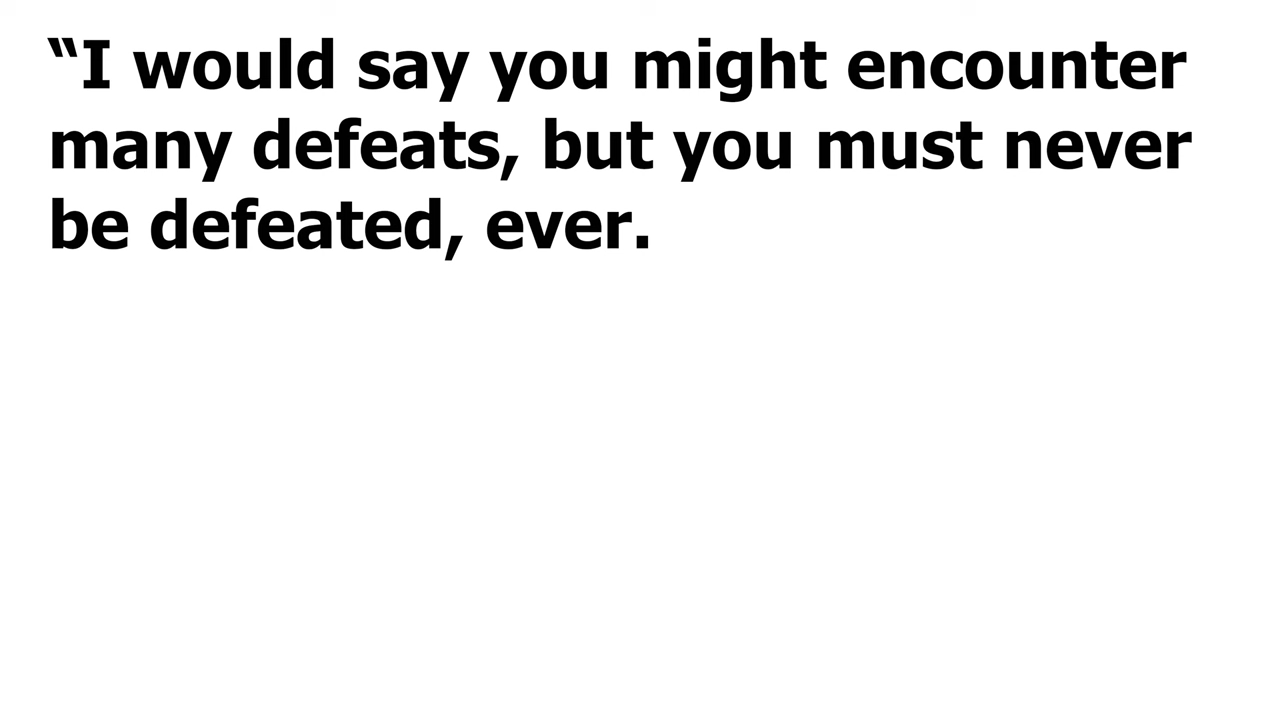 “I would say you might encounter
many defeats, but you must never
be defeated, ever.